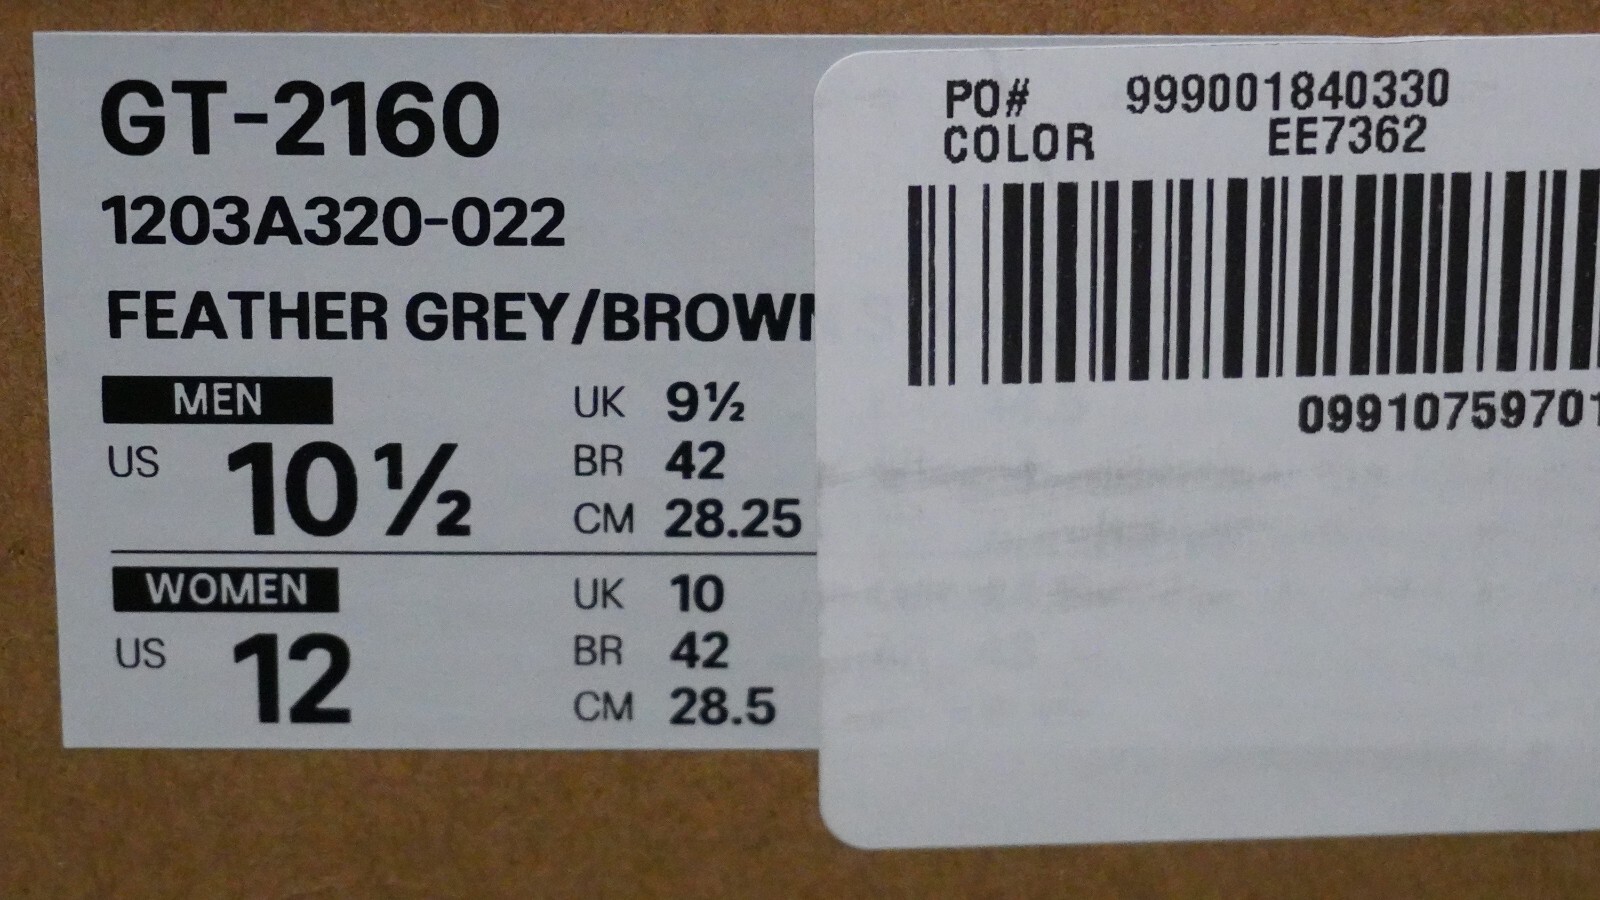 GT-2160
1203A320-022
FEATHER GREY/BROWN
MEN
US 10½
UK 9½
BR 42
CM 28.25
WOMEN
US 12
UK 10
BR 42
CM 28.5
PO# 999001840330
COLOR EE7362
09910759701